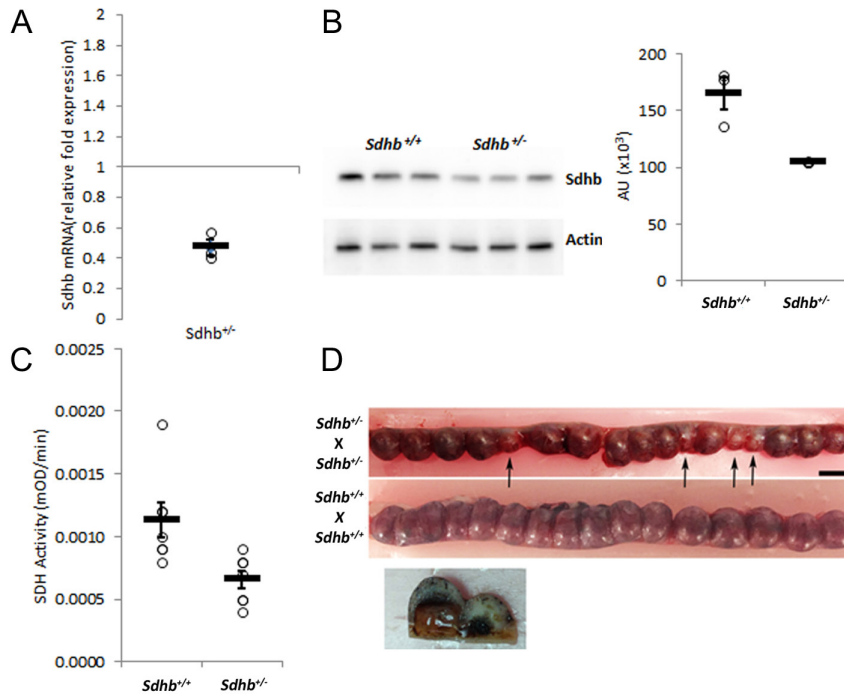 A
Sdhb mRNA(relative fold expression)
2
1.8
1.6
1.4
1.2
1
0.8
0.6
0.4
0.2
0
Sdhb+/-
B
Sdhb+/+ Sdhb+/-
Sdhb
Actin
AU (x10³)
200
150
100
50
0
Sdhb+/+ Sdhb+/-
C
SDH Activity (mOD/min)
0.0025
0.0020
0.0015
0.0010
0.0005
0.0000
Sdhb+/+ Sdhb+/-
D
Sdhb+/-
X
Sdhb+/-
Sdhb+/+
X
Sdhb+/+